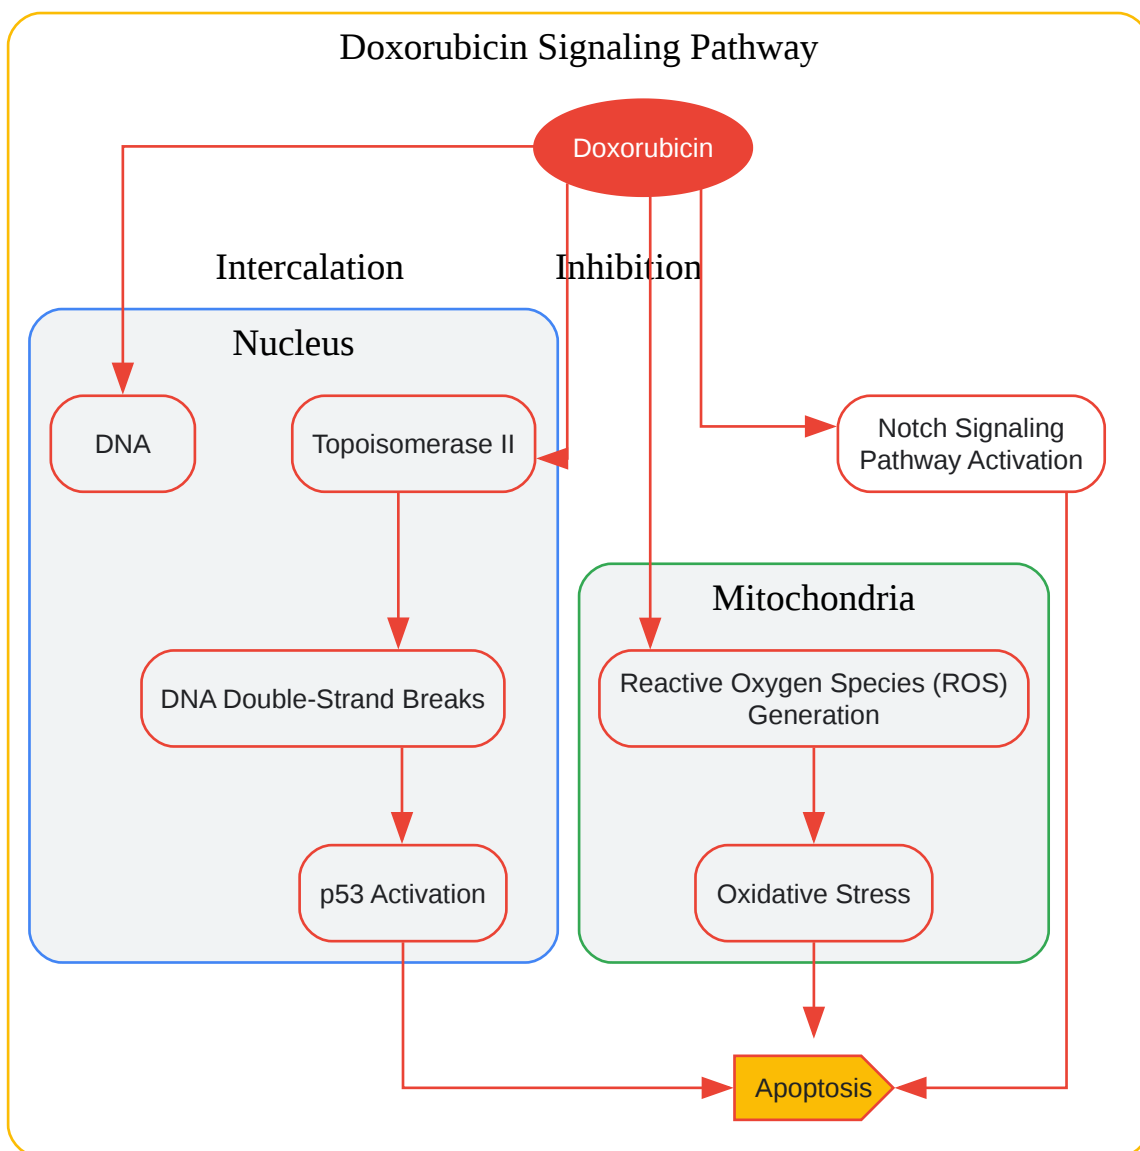 Doxorubicin Signaling Pathway
Doxorubicin
Intercalation
Inhibition
Nucleus
DNA
Topoisomerase II
Notch Signaling
Pathway Activation
Mitochondria
DNA Double-Strand Breaks
Reactive Oxygen Species (ROS)
Generation
p53 Activation
Oxidative Stress
Apoptosis